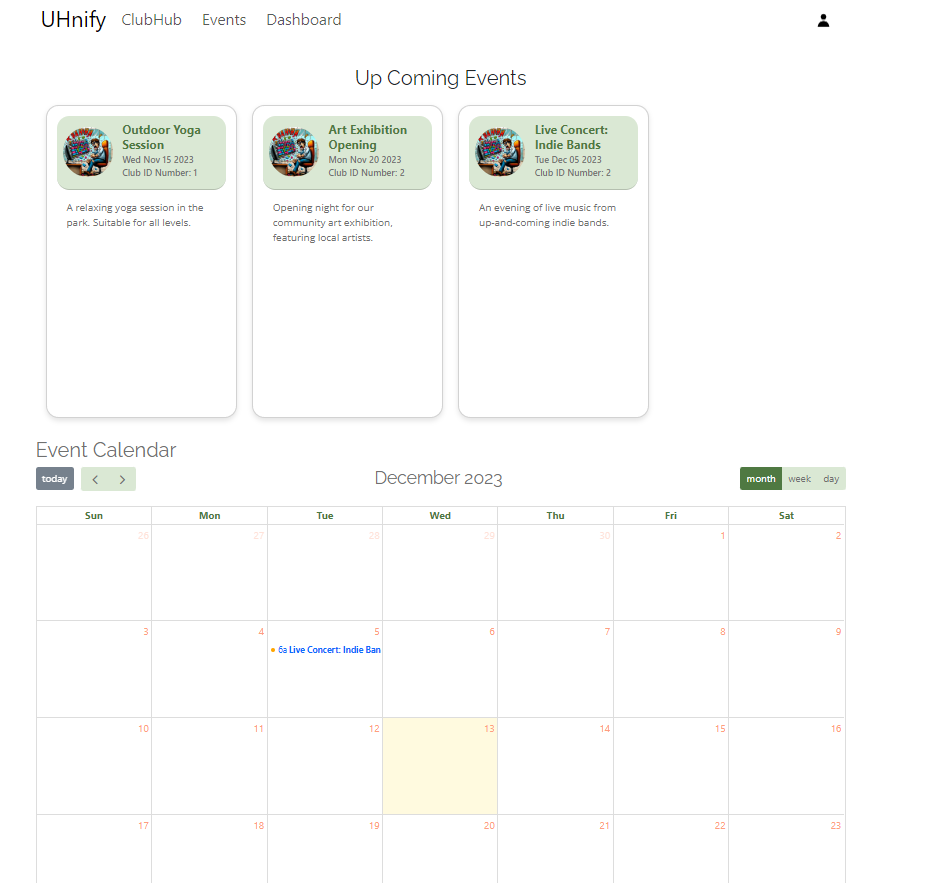 UHnify ClubHub Events Dashboard
Up Coming Events
Outdoor Yoga
Session
Wed Nov 15 2023
Club ID Number: 1
A relaxing yoga session in the
park. Suitable for all levels.
Art Exhibition
Opening
Mon Nov 20 2023
Club ID Number: 2
Opening night for our
community art exhibition,
featuring local artists.
Live Concert:
Indie Bands
Tue Dec 05 2023
Club ID Number: 2
An evening of live music from
up-and-coming indie bands.
Event Calendar
today December 2023 month week day
Sun Mon Tue Wed Thu Fri Sat
26 27 28 29 30 1 2
3 4 5 6 7 8 9
6a Live Concert: Indie Ban
10 11 12 13 14 15 16
17 18 19 20 21 22 23